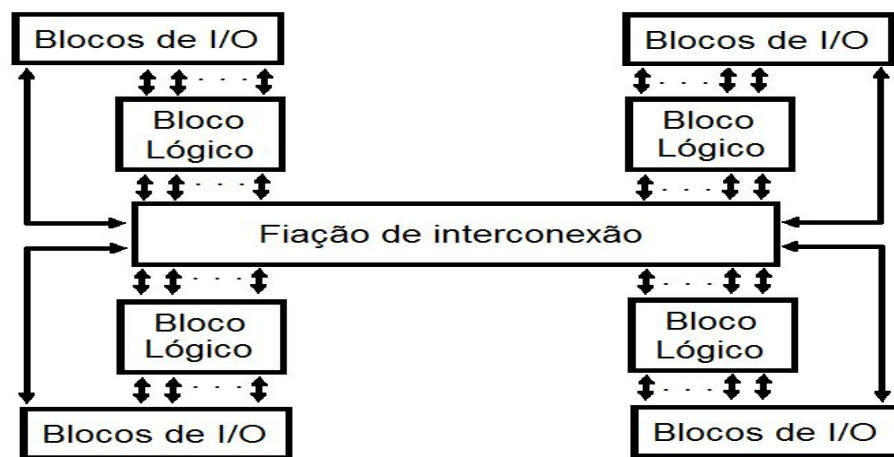 Blocos de I/O
Blocos de I/O
Bloco
Lógico
Bloco
Lógico
Fiação de interconexão
Bloco
Lógico
Bloco
Lógico
Blocos de I/O
Blocos de I/O